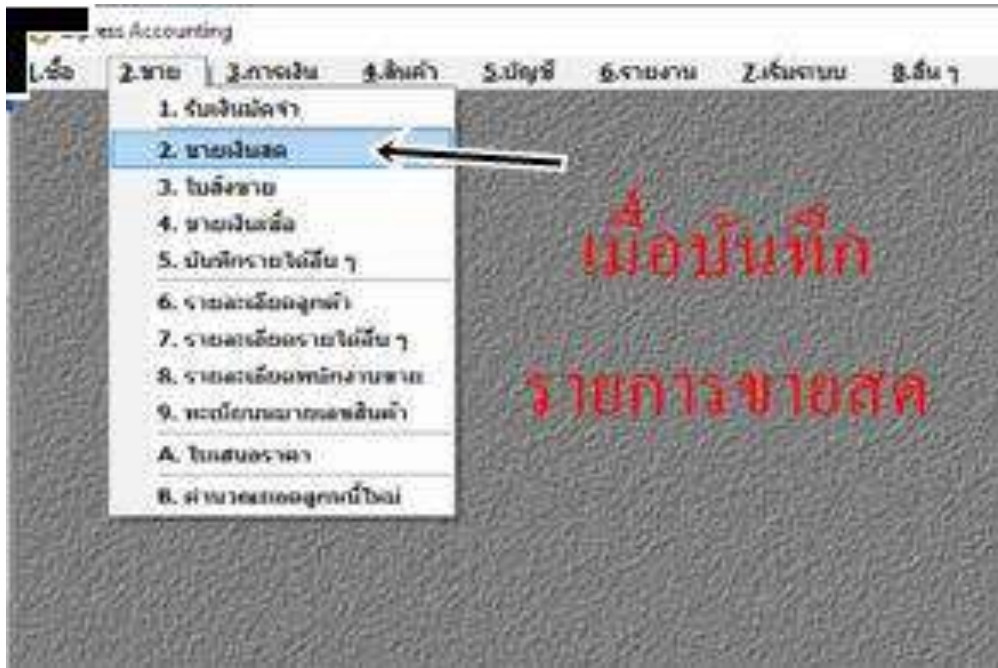 ess Accounting
1.ซื้อ 2.ขาย 3.การเงิน 4.สินค้า 5.บัญชี 6.รายงาน 7.เริ่มระบบ 8.อื่น ๆ
1. รับเงินมัดจำ
2. ขายเงินสด
3. ใบสั่งขาย
4. ขายเงินเชื่อ
5. บันทึกรายได้อื่น ๆ
6. รายละเอียดลูกค้า
7. รายละเอียดรายได้อื่น ๆ
8. รายละเอียดพนักงานขาย
9. ทะเบียนหมายเลขสินค้า
A. ใบเสนอราคา
B. คำนวณยอดลูกหนี้ใหม่
เมื่อบันทึก
รายการขายสด